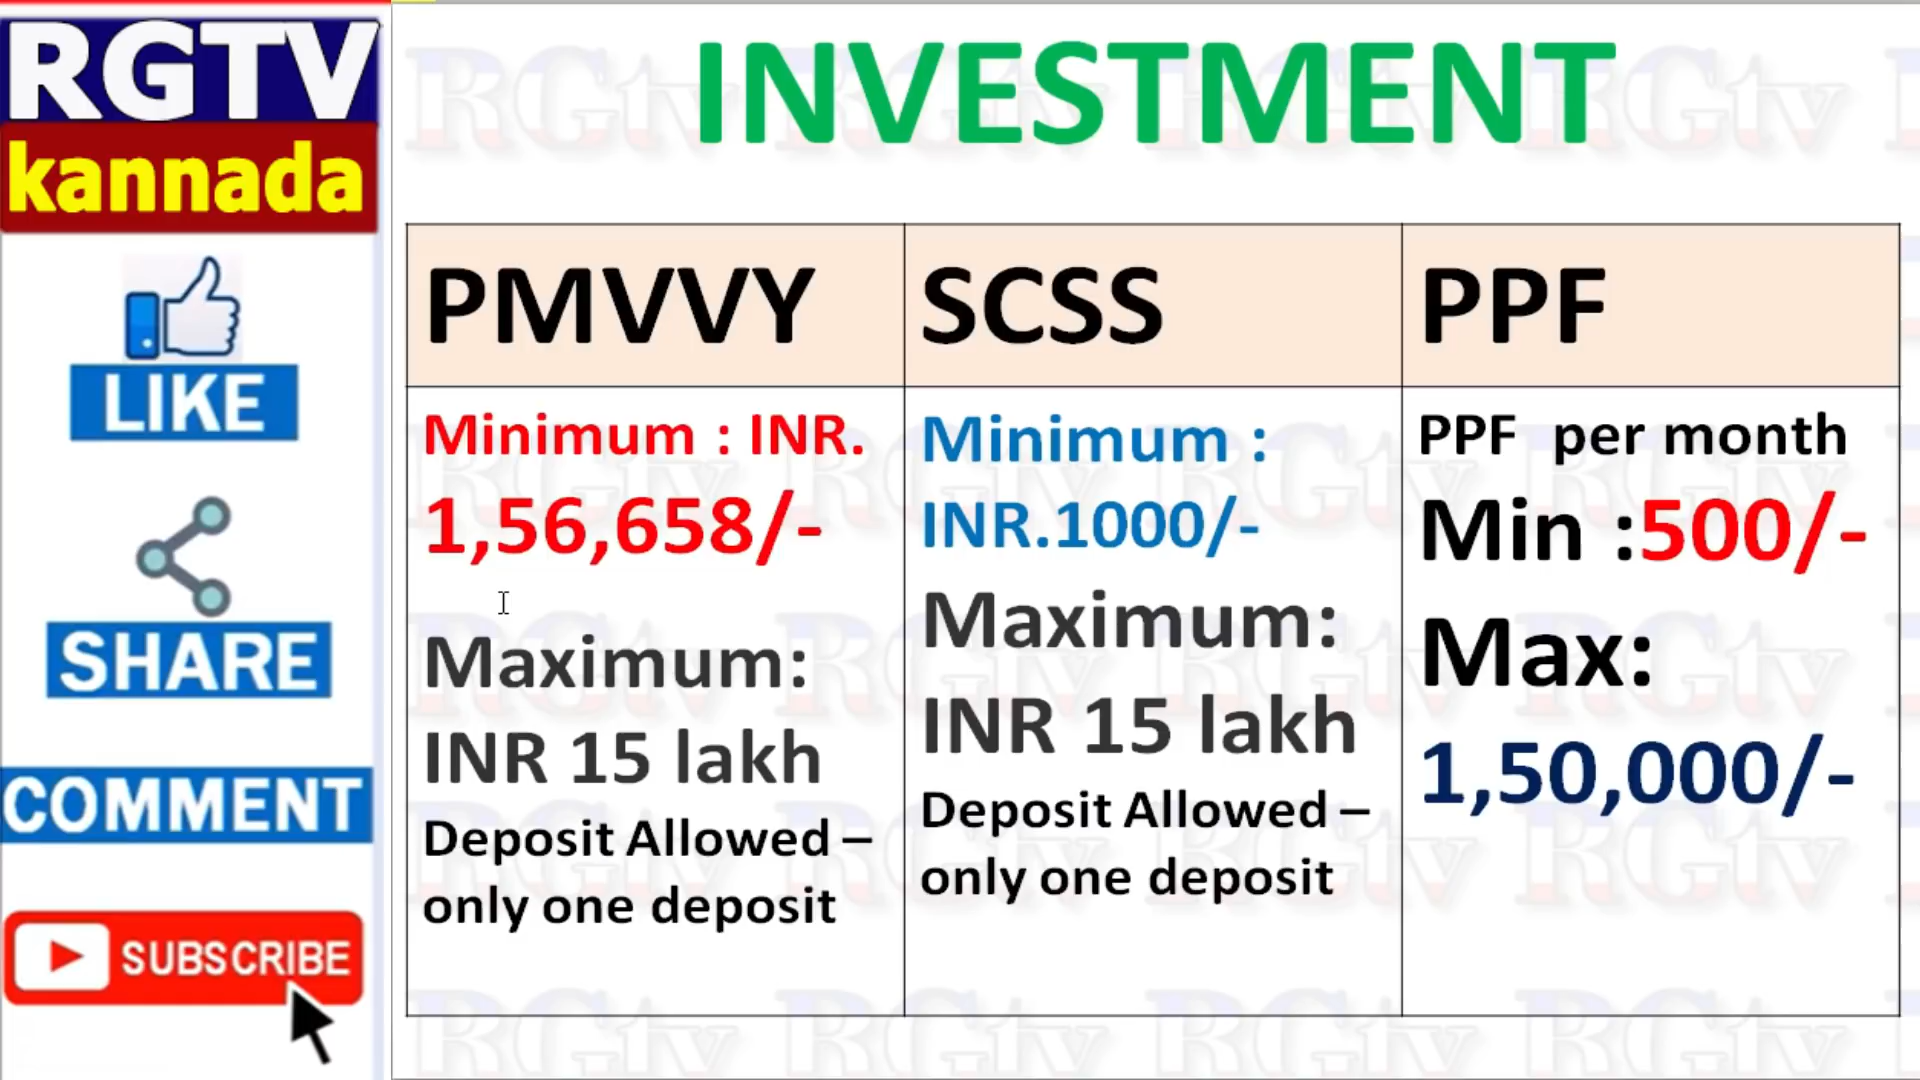 RGTV
kannada
LIKE
SHARE
COMMENT
SUBSCRIBE
INVESTMENT
PMVVY
Minimum : INR.
1,56,658/-
Maximum:
INR 15 lakh
Deposit Allowed –
only one deposit
SCSS
Minimum :
INR.1000/-
Maximum:
INR 15 lakh
Deposit Allowed –
only one deposit
PPF
PPF per month
Min :500/-
Max:
1,50,000/-